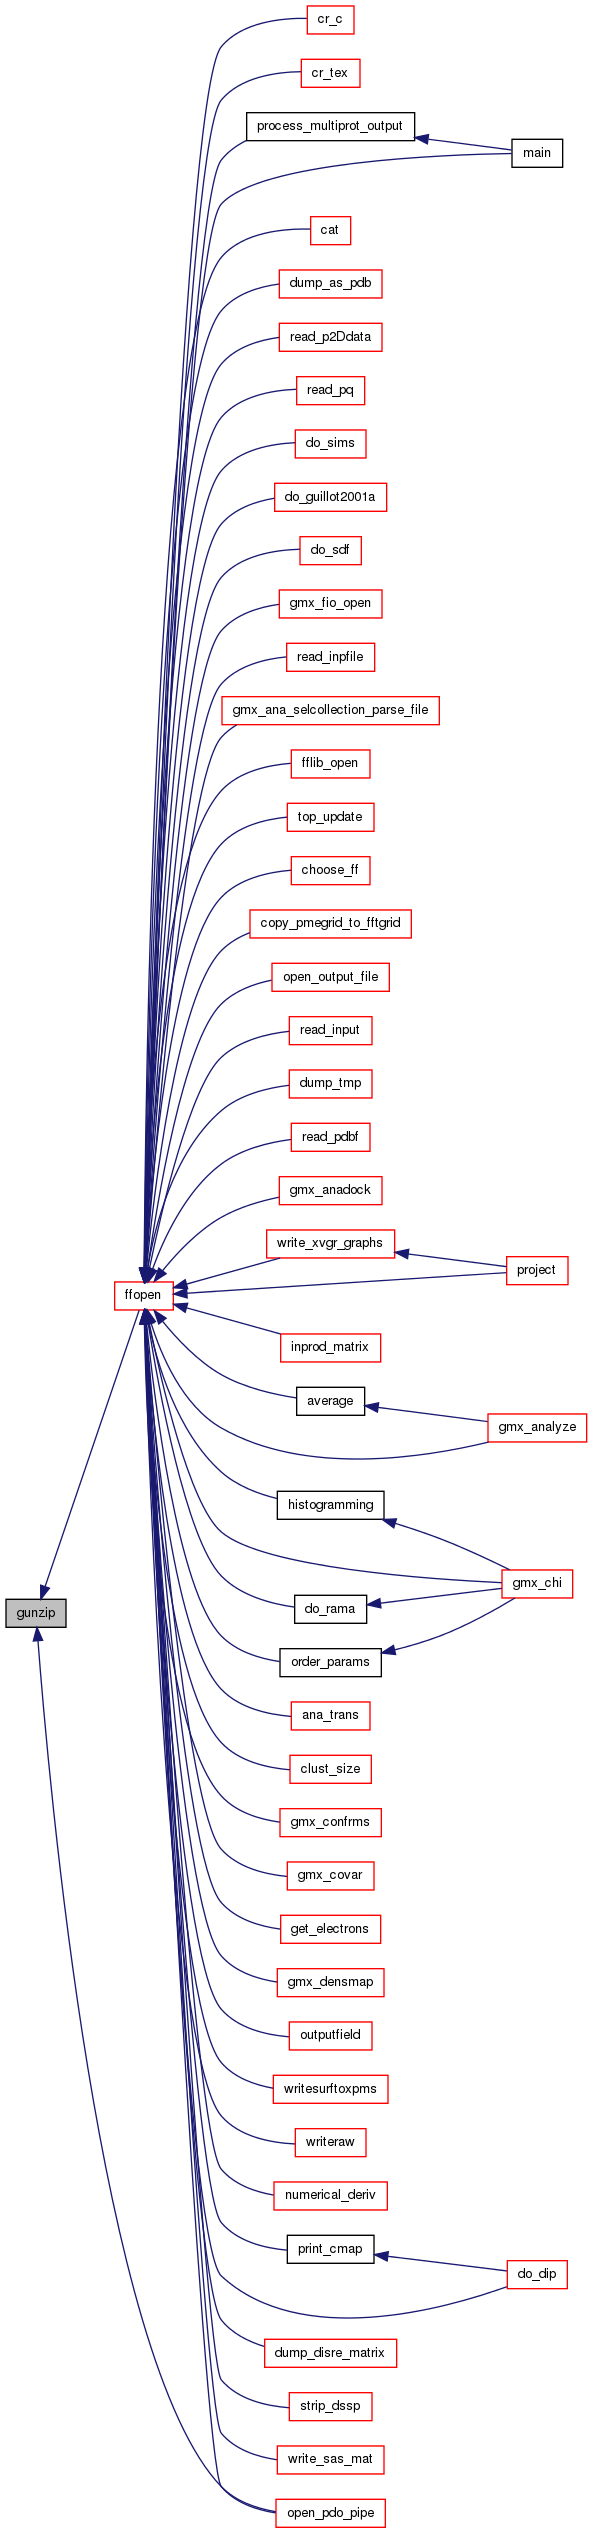 cr_c
cr_tex
process_multiprot_output
main
cat
dump_as_pdb
read_p2Ddata
read_pq
do_sims
do_guillot2001a
do_sdf
gmx_fio_open
read_inpfile
gmx_ana_selcollection_parse_file
fflib_open
top_update
choose_ff
copy_pmegrid_to_fftgrid
open_output_file
read_input
dump_tmp
read_pdbf
gmx_anadock
write_xvgr_graphs
project
ffopen
inprod_matrix
average
gmx_analyze
histogramming
gmx_chi
do_rama
gunzip
order_params
ana_trans
clust_size
gmx_confrms
gmx_covar
get_electrons
gmx_densmap
outputfield
writesurftoxpms
writeraw
numerical_deriv
print_cmap
do_dip
dump_disre_matrix
strip_dssp
write_sas_mat
open_pdo_pipe